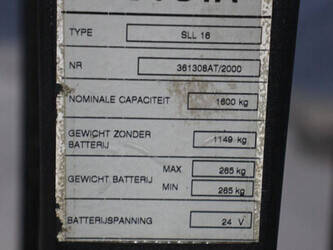 TYPE SLL 16
NR 361308AT/2000
NOMINALE CAPACITEIT 1600 kg
GEWICHT ZONDER BATTERIJ 1149 kg
GEWICHT BATTERIJ MAX 265 kg
MIN 265 kg
BATTERIJSPANNING 24 V